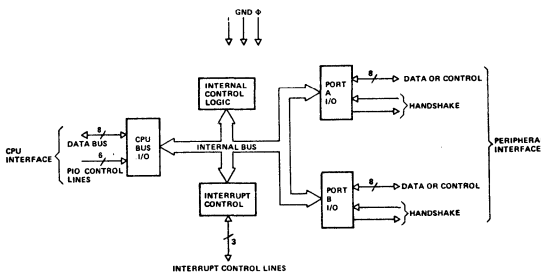 GND Φ
INTERNAL
CONTROL
LOGIC
PORT
A
I/O
8
DATA OR CONTROL
HANDSHAKE
CPU
INTERFACE
8
DATA BUS
6
PIO CONTROL
LINES
CPU
BUS
I/O
INTERNAL BUS
PERIPHERA
INTERFACE
INTERRUPT
CONTROL
PORT
B
I/O
8
DATA OR CONTROL
HANDSHAKE
3
INTERRUPT CONTROL LINES